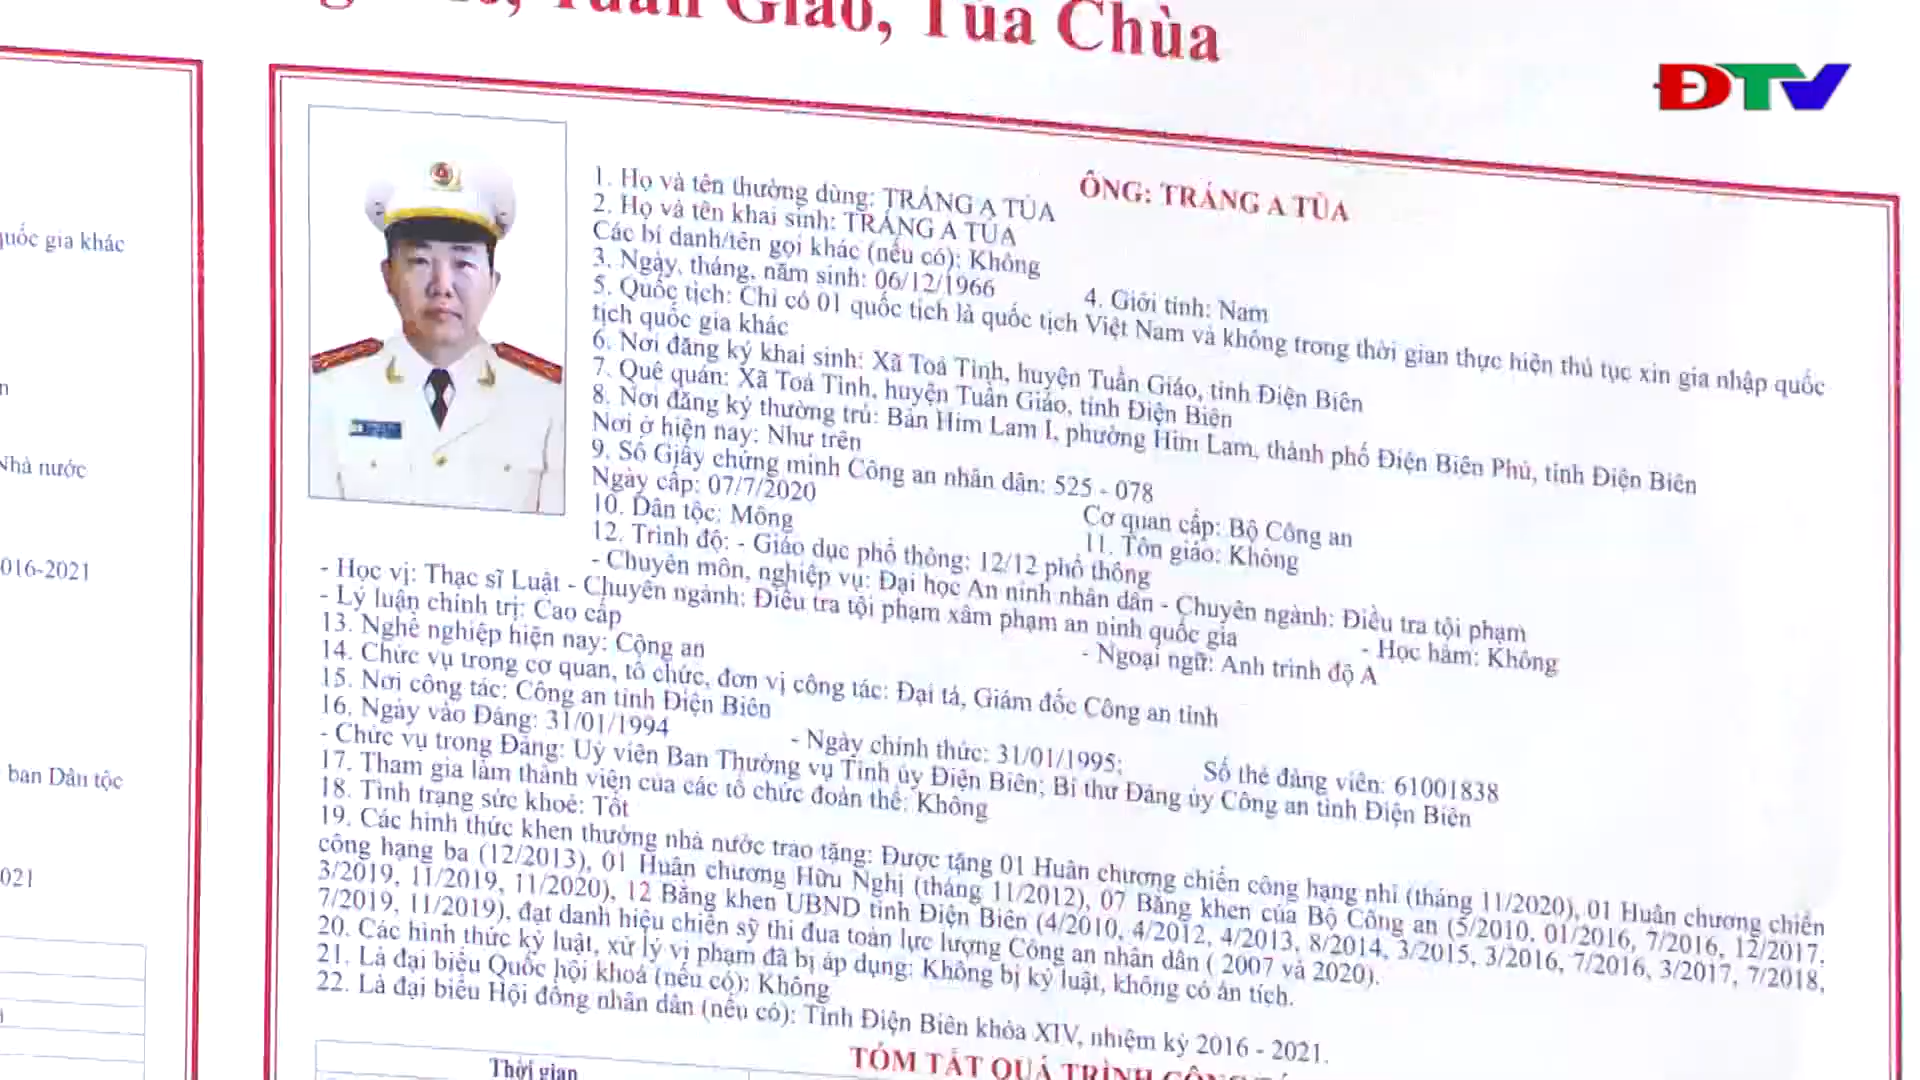 Tuần Giáo, Tủa Chùa
ĐTV
quốc gia khác
Nhà nước
016-2021
ban Dân tộc
021
ÔNG: TRÁNG A TỦA
1. Họ và tên thường dùng: TRÁNG A TỦA
2. Họ và tên khai sinh: TRÁNG A TỦA
Các bí danh/tên gọi khác (nếu có): Không
3. Ngày, tháng, năm sinh: 06/12/1966 4. Giới tính: Nam
5. Quốc tịch: Chỉ có 01 quốc tịch là quốc tịch Việt Nam và không trong thời gian thực hiện thủ tục xin gia nhập quốc
tịch quốc gia khác
6. Nơi đăng ký khai sinh: Xã Toả Tình, huyện Tuần Giáo, tỉnh Điện Biên
7. Quê quán: Xã Toả Tình, huyện Tuần Giáo, tỉnh Điện Biên
8. Nơi đăng ký thường trú: Bản Him Lam I, phường Him Lam, thành phố Điện Biên Phủ, tỉnh Điện Biên
Nơi ở hiện nay: Như trên
9. Số Giấy chứng minh Công an nhân dân: 525 - 078
Ngày cấp: 07/7/2020 Cơ quan cấp: Bộ Công an
10. Dân tộc: Mông 11. Tôn giáo: Không
12. Trình độ: - Giáo dục phổ thông: 12/12 phổ thông
- Chuyên môn, nghiệp vụ: Đại học An ninh nhân dân - Chuyên ngành: Điều tra tội phạm
- Học vị: Thạc sĩ Luật - Chuyên ngành: Điều tra tội phạm xâm phạm an ninh quốc gia - Học hàm: Không
- Lý luận chính trị: Cao cấp - Ngoại ngữ: Anh trình độ A
13. Nghề nghiệp hiện nay: Công an
14. Chức vụ trong cơ quan, tổ chức, đơn vị công tác: Đại tá, Giám đốc Công an tỉnh
15. Nơi công tác: Công an tỉnh Điện Biên
16. Ngày vào Đảng: 31/01/1994 - Ngày chính thức: 31/01/1995; Số thẻ đảng viên: 61001838
- Chức vụ trong Đảng: Uỷ viên Ban Thường vụ Tỉnh ủy Điện Biên; Bí thư Đảng ủy Công an tỉnh Điện Biên
17. Tham gia làm thành viên của các tổ chức đoàn thể: Không
18. Tình trạng sức khoẻ: Tốt
19. Các hình thức khen thưởng nhà nước trao tặng: Được tặng 01 Huân chương chiến công hạng nhì (tháng 11/2020), 01 Huân chương chiến
công hạng ba (12/2013), 01 Huân chương Hữu Nghị (tháng 11/2012), 07 Bằng khen của Bộ Công an (5/2010, 01/2016, 7/2016, 12/2017,
3/2019, 11/2019, 11/2020), 12 Bằng khen UBND tỉnh Điện Biên (4/2010, 4/2012, 4/2013, 8/2014, 3/2015, 3/2016, 7/2016, 3/2017, 7/2018,
7/2019, 11/2019), đạt danh hiệu chiến sỹ thi đua toàn lực lượng Công an nhân dân ( 2007 và 2020).
20. Các hình thức kỷ luật, xử lý vi phạm đã bị áp dụng: Không bị kỷ luật, không có án tích.
21. Là đại biểu Quốc hội khoá (nếu có): Không
22. Là đại biểu Hội đồng nhân dân (nếu có): Tỉnh Điện Biên khóa XIV, nhiệm kỳ 2016 - 2021.
TÓM TẮT QUÁ TRÌNH CÔNG
Thời gian